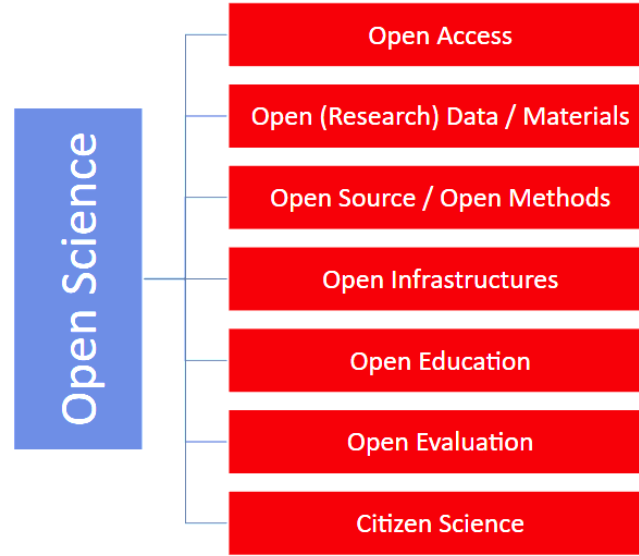 Open Science
Open Access
Open (Research) Data / Materials
Open Source / Open Methods
Open Infrastructures
Open Education
Open Evaluation
Citizen Science